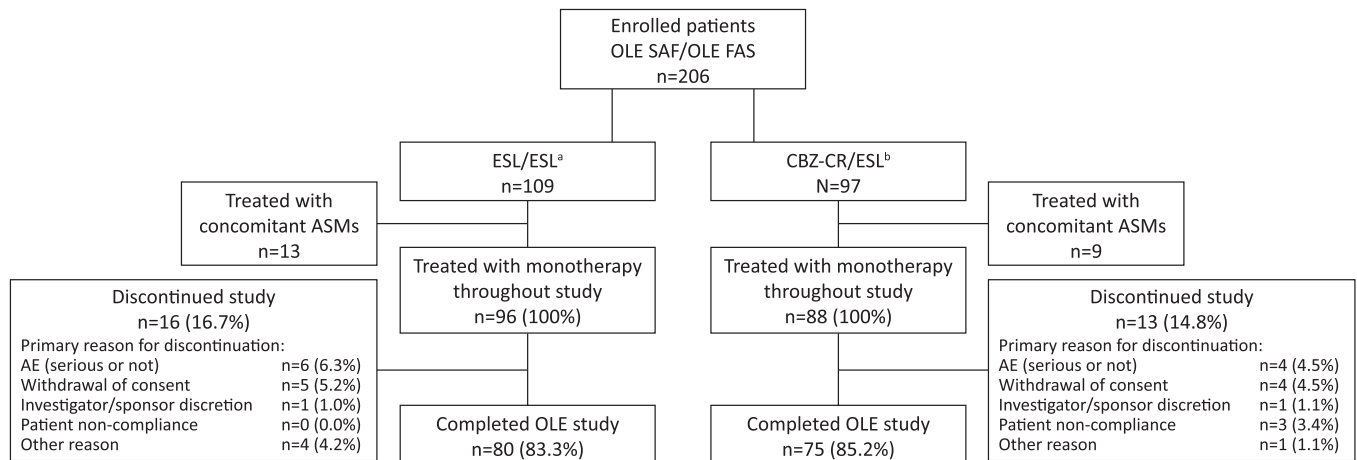 Enrolled patients
OLE SAF/OLE FAS
n=206
ESL/ESLᵃ
n=109
CBZ-CR/ESLᵇ
N=97
Treated with
concomitant ASMs
n=13
Treated with
concomitant ASMs
n=9
Treated with monotherapy
throughout study
n=96 (100%)
Treated with monotherapy
throughout study
n=88 (100%)
Discontinued study
n=16 (16.7%)
Primary reason for discontinuation:
AE (serious or not) n=6 (6.3%)
Withdrawal of consent n=5 (5.2%)
Investigator/sponsor discretion n=1 (1.0%)
Patient non-compliance n=0 (0.0%)
Other reason n=4 (4.2%)
Discontinued study
n=13 (14.8%)
Primary reason for discontinuation:
AE (serious or not) n=4 (4.5%)
Withdrawal of consent n=4 (4.5%)
Investigator/sponsor discretion n=1 (1.1%)
Patient non-compliance n=3 (3.4%)
Other reason n=1 (1.1%)
Completed OLE study
n=80 (83.3%)
Completed OLE study
n=75 (85.2%)